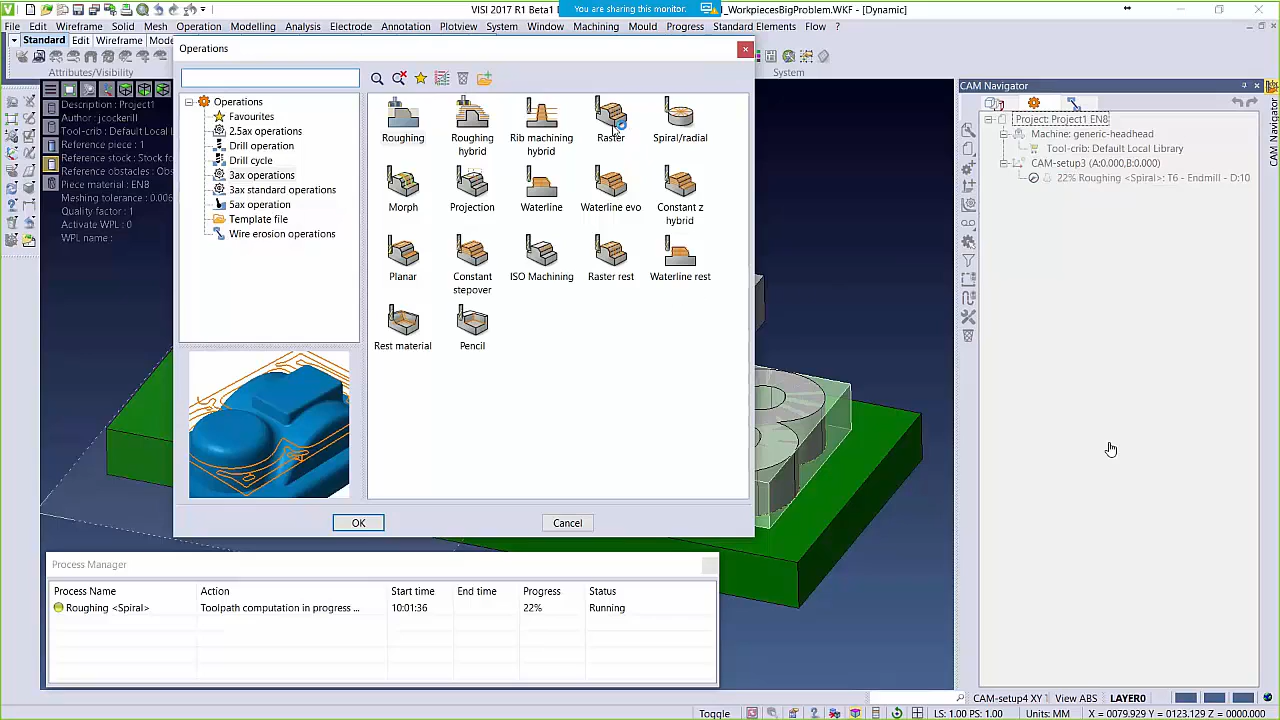 VISI 2017 R1 Beta1
You are sharing this monitor.
_WorkpiecesBigProblem.WKF - [Dynamic]
File Edit Wireframe Solid Mesh Operation Modelling Analysis Electrode Annotation Plotview System Window Machining Mould Progress Standard Elements Flow ?
Standard Edit Wireframe
Attributes/Visibility
System
Description : Project1
Author : jcockerill
Tool-crib : Default Local
Reference piece : 1
Reference stock : Stock fo
Reference obstacles : Obs
Piece material : EN8
Meshing tolerance : 0.006
Quality factor : 1
Activate WPL : 0
WPL name :
Operations
Operations
Favourites
2.5ax operations
Drill operation
Drill cycle
3ax operations
3ax standard operations
5ax operation
Template file
Wire erosion operations
Roughing
Roughing hybrid
Rib machining hybrid
Raster
Spiral/radial
Morph
Projection
Waterline
Waterline evo
Constant z hybrid
Planar
Constant stepover
ISO Machining
Raster rest
Waterline rest
Rest material
Pencil
OK
Cancel
Process Manager
Process Name Action Start time End time Progress Status
Roughing <Spiral> Toolpath computation in progress ... 10:01:36 22% Running
CAM Navigator
Project: Project1 EN8
Machine: generic-headhead
Tool-crib: Default Local Library
CAM-setup3 (A:0.000,B:0.000)
22% Roughing <Spiral>: T6 - Endmill - D:10
CAM Navigator
CAM-setup4 XY View ABS LAYER0
Toggle
LS: 1.00 PS: 1.00 Units: MM X = 0079.929 Y = 0123.129 Z = 0000.000